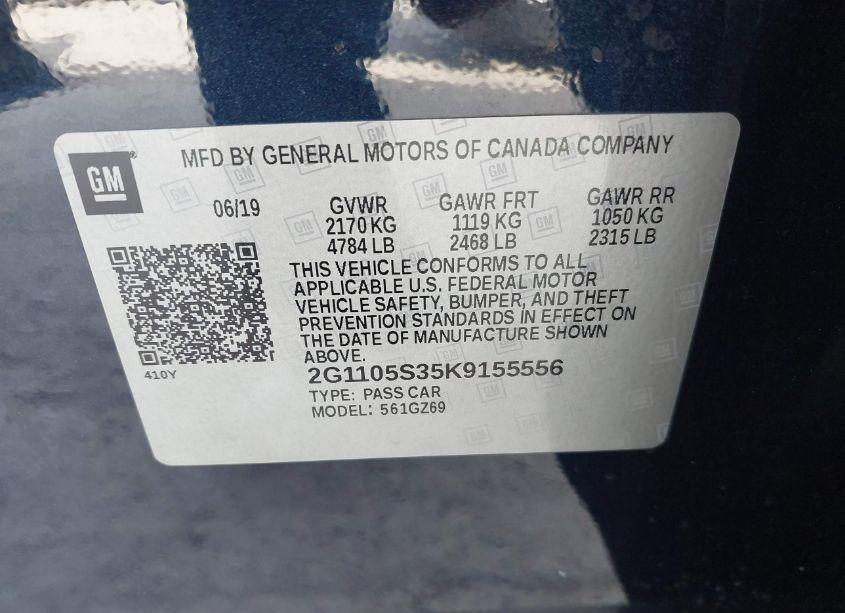 GM
MFD BY GENERAL MOTORS OF CANADA COMPANY
06/19
GVWR
2170 KG
4784 LB
GAWR FRT
1119 KG
2468 LB
GAWR RR
1050 KG
2315 LB
THIS VEHICLE CONFORMS TO ALL
APPLICABLE U.S. FEDERAL MOTOR
VEHICLE SAFETY, BUMPER, AND THEFT
PREVENTION STANDARDS IN EFFECT ON
THE DATE OF MANUFACTURE SHOWN
ABOVE.
410Y
2G1105S35K9155556
TYPE: PASS CAR
MODEL: 561GZ69